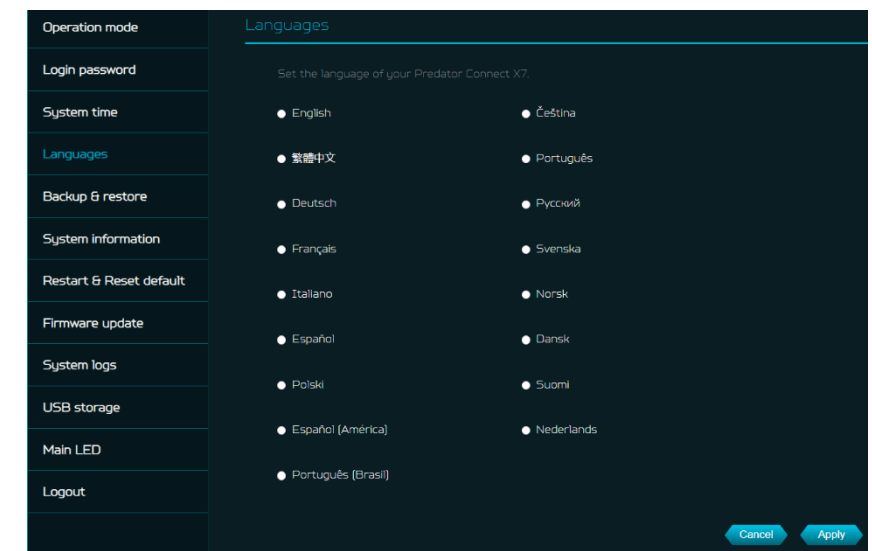 Operation mode
Login password
System time
Languages
Backup & restore
System information
Restart & Reset default
Firmware update
System logs
USB storage
Main LED
Logout
Languages
Set the language of your Predator Connect X7.
English
Čeština
繁體中文
Português
Deutsch
Русский
Français
Svenska
Italiano
Norsk
Español
Dansk
Polski
Suomi
Español (América)
Nederlands
Português (Brasil)
Cancel
Apply